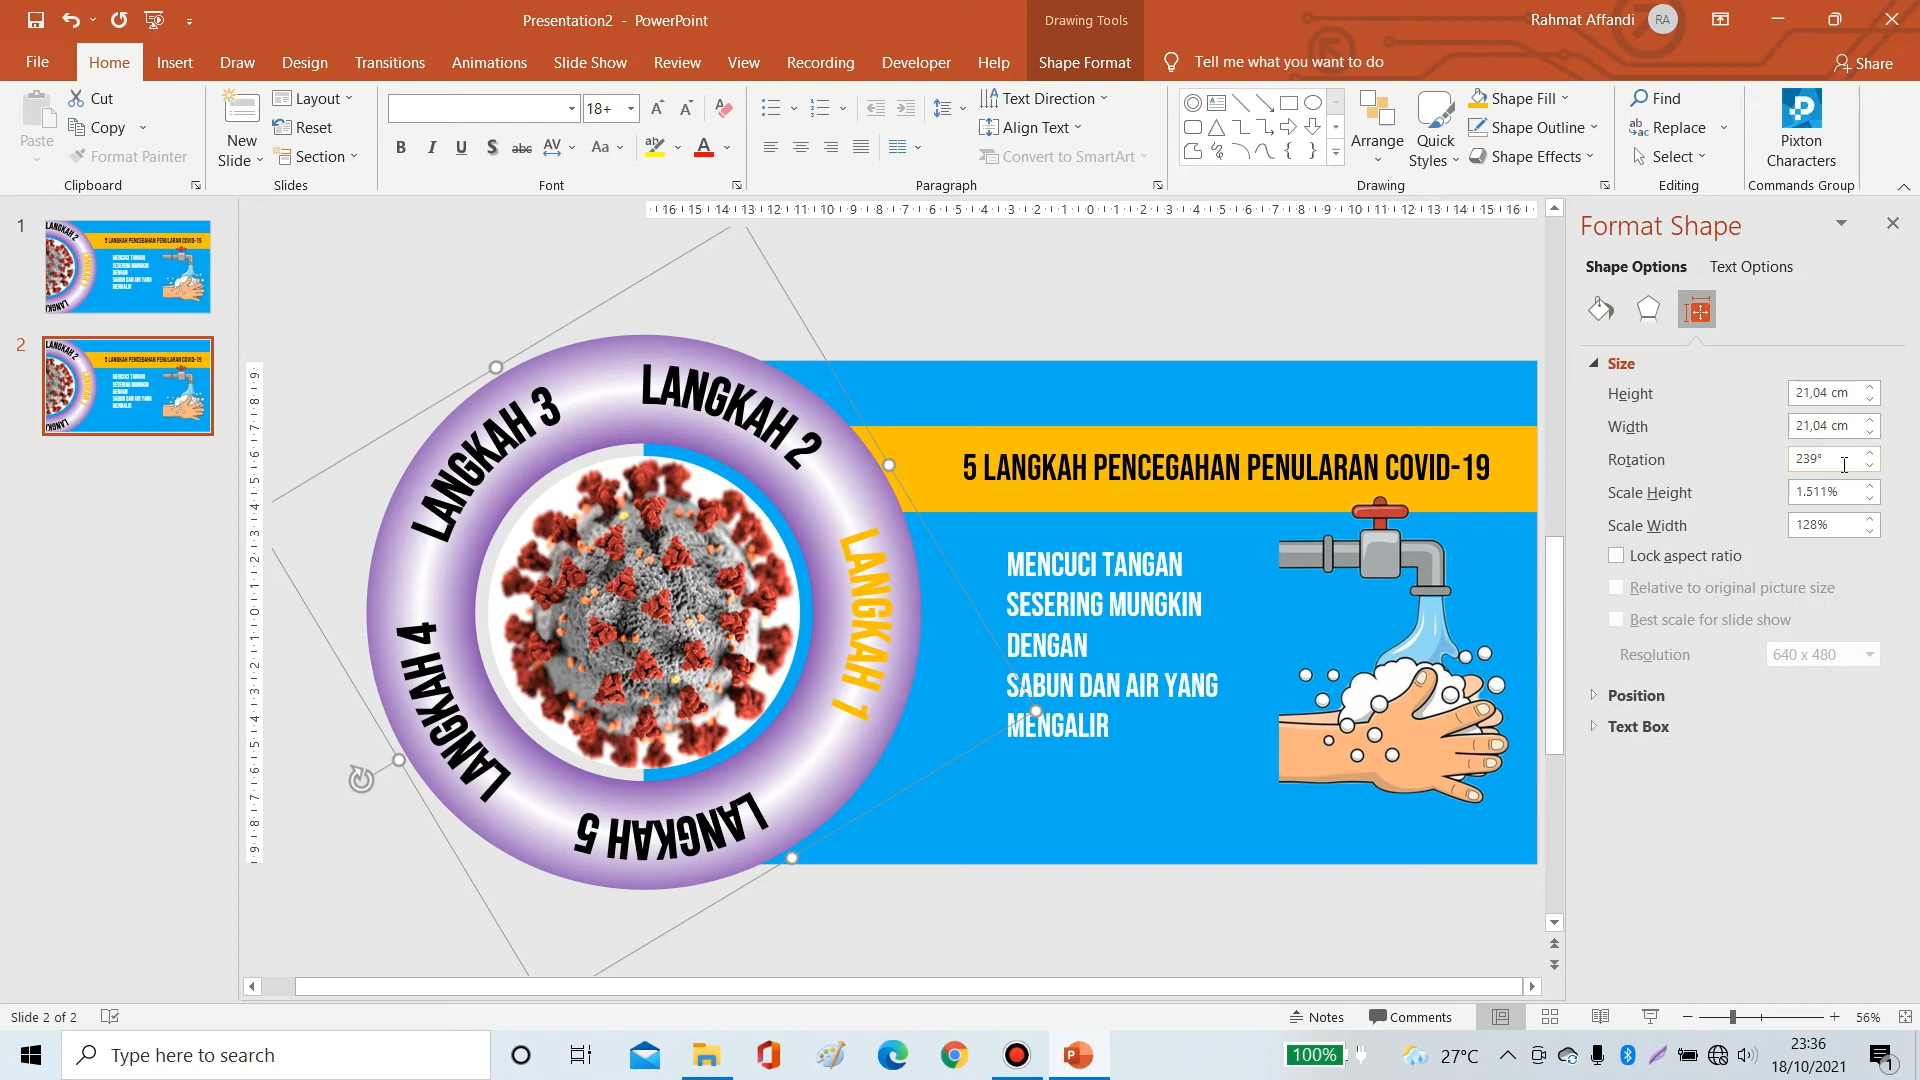 Presentation2 - PowerPoint
Drawing Tools
Rahmat Affandi
RA
File
Home
Insert
Draw
Design
Transitions
Animations
Slide Show
Review
View
Recording
Developer
Help
Shape Format
Tell me what you want to do
Share
Paste
Cut
Copy
Format Painter
Clipboard
New
Slide
Layout
Reset
Section
Slides
18+
Font
Text Direction
Align Text
Convert to SmartArt
Paragraph
Arrange
Quick
Styles
Shape Fill
Shape Outline
Shape Effects
Drawing
Find
Replace
Select
Editing
Pixton
Characters
Commands Group
1
2
LANGKAH 3
LANGKAH 2
LANGKAH 1
LANGKAH 4
LANGKAH 5
5 LANGKAH PENCEGAHAN PENULARAN COVID-19
MENCUCI TANGAN
SESERING MUNGKIN
DENGAN
SABUN DAN AIR YANG
MENGALIR
Format Shape
Shape Options
Text Options
Size
Height
21,04 cm
Width
21,04 cm
Rotation
239°
Scale Height
1.511%
Scale Width
128%
Lock aspect ratio
Relative to original picture size
Best scale for slide show
Resolution
640 x 480
Position
Text Box
Slide 2 of 2
Notes
Comments
56%
Type here to search
100%
27°C
23:36
18/10/2021
1